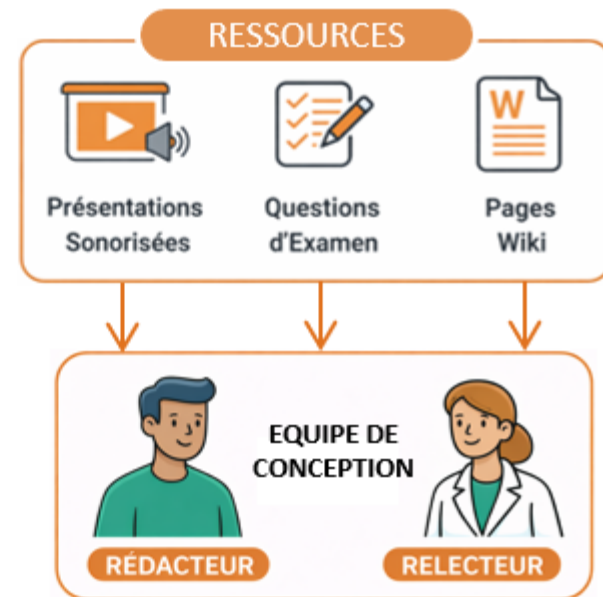 RESSOURCES
W
Présentations
Sonorisées
Questions
d'Examen
Pages
Wiki
EQUIPE DE
CONCEPTION
RÉDACTEUR
RELECTEUR